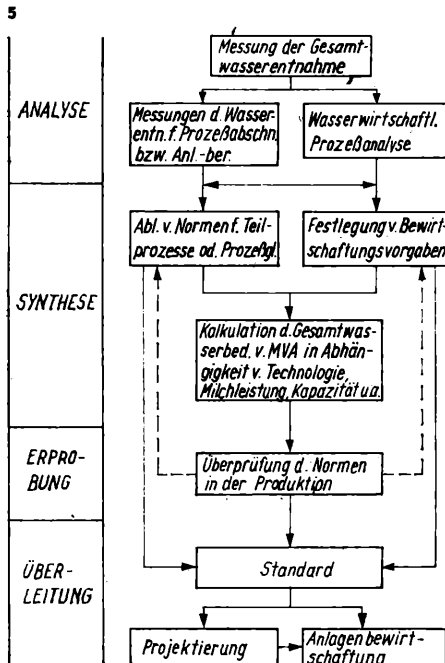 5
ANALYSE
Messung der Gesamt-
wasserentnahme
Messungen d. Wasser-
entn. f. Prozeßabschn.
bzw. Anl.-ber.
Wasserwirtschaftl.
Prozeßanalyse
SYNTHESE
Abl. v. Normen f. Teil-
prozesse od. Prozeßgl.
Festlegung v. Bewirt-
schaftungsvorgaben
Kalkulation d. Gesamtwas-
serbed. v. MVA in Abhän-
gigkeit v. Technologie,
Milchleistung, Kapazität u.a.
ERPRO-
BUNG
Überprüfung d. Normen
in der Produktion
ÜBER-
LEITUNG
Standard
Projektierung
Anlagenbewirt-
schaftung